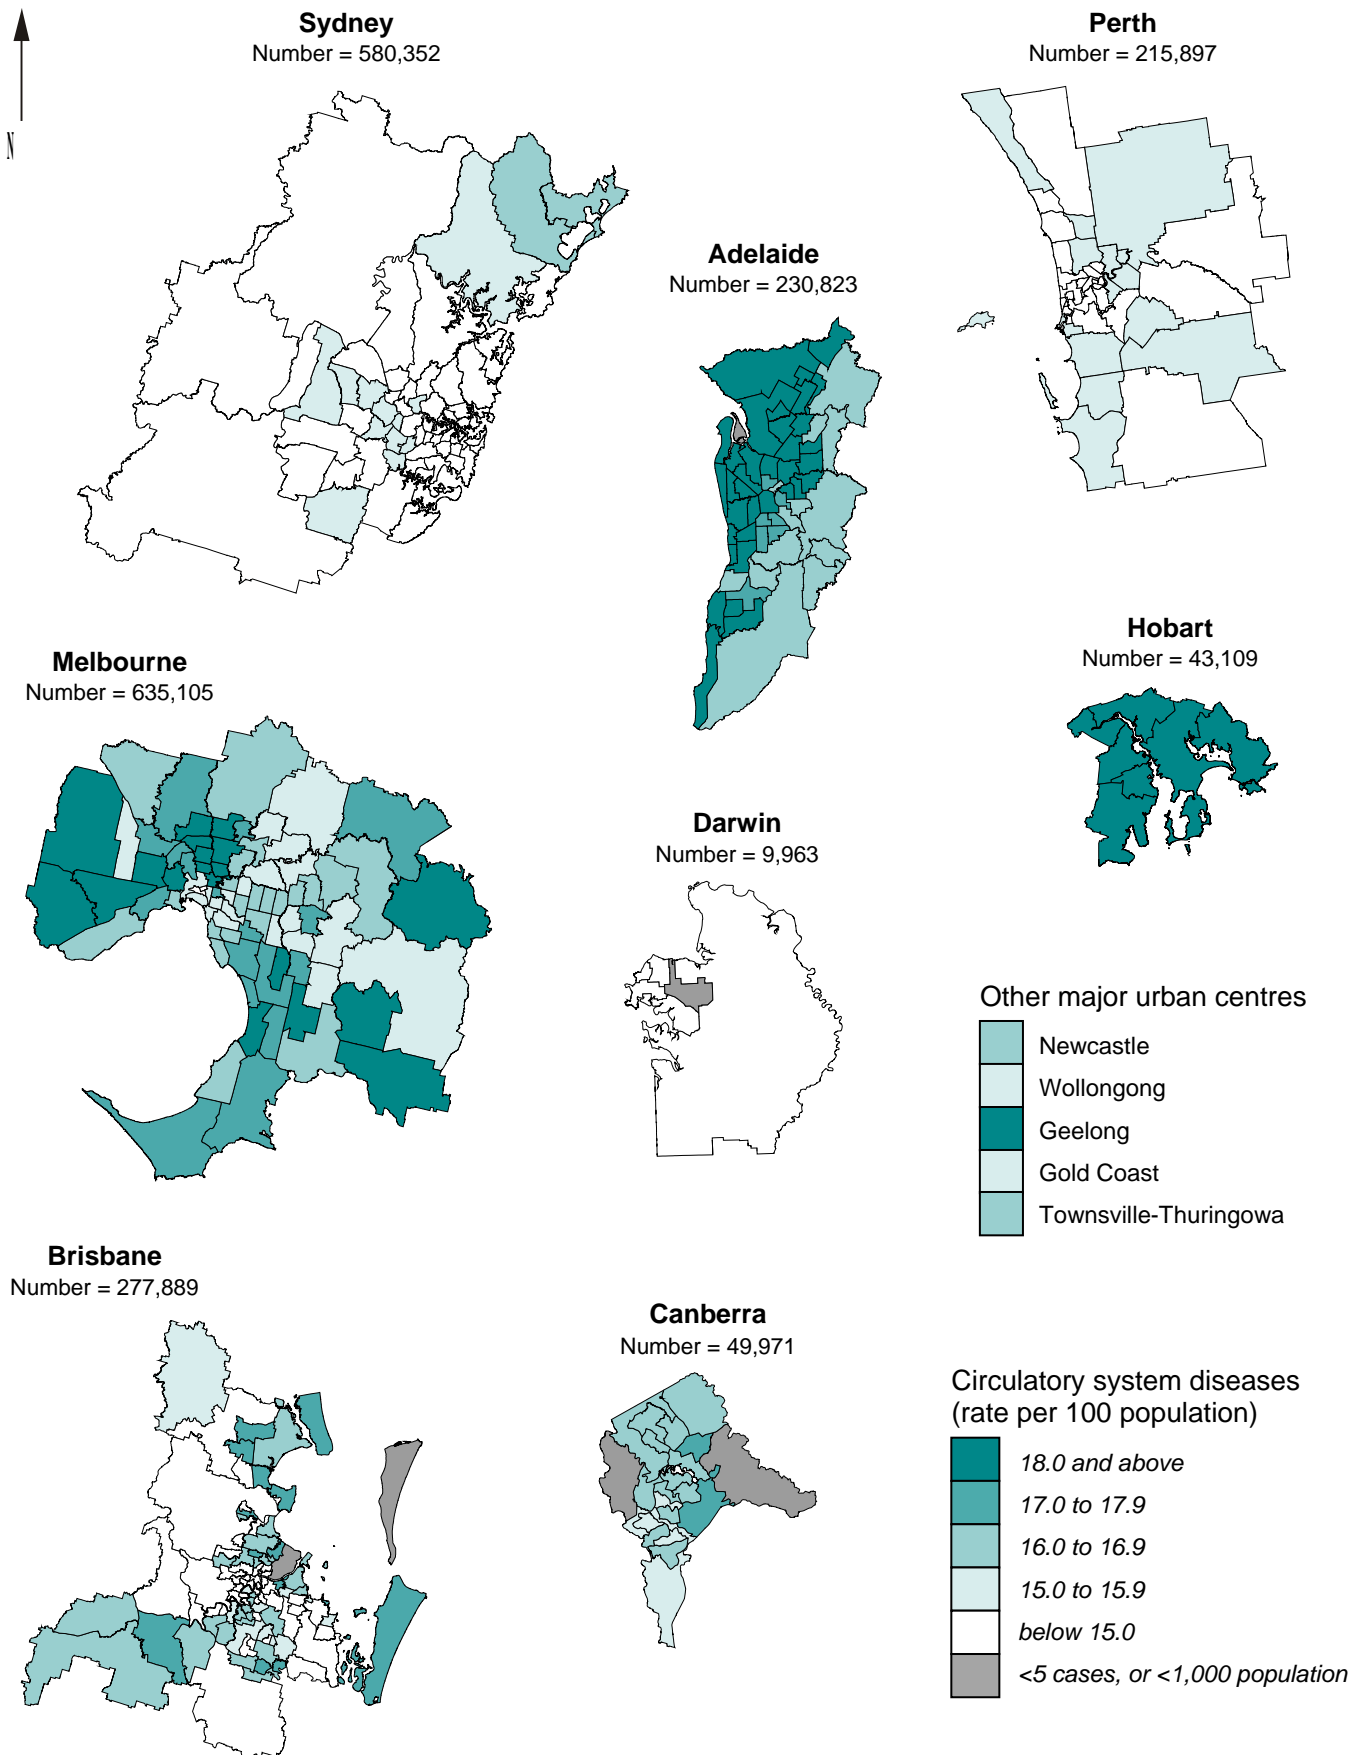 N
Sydney
Number = 580,352
Perth
Number = 215,897
Adelaide
Number = 230,823
Melbourne
Number = 635,105
Hobart
Number = 43,109
Darwin
Number = 9,963
Other major urban centres
Newcastle
Wollongong
Geelong
Gold Coast
Townsville-Thuringowa
Brisbane
Number = 277,889
Canberra
Number = 49,971
Circulatory system diseases
(rate per 100 population)
18.0 and above
17.0 to 17.9
16.0 to 16.9
15.0 to 15.9
below 15.0
<5 cases, or <1,000 population